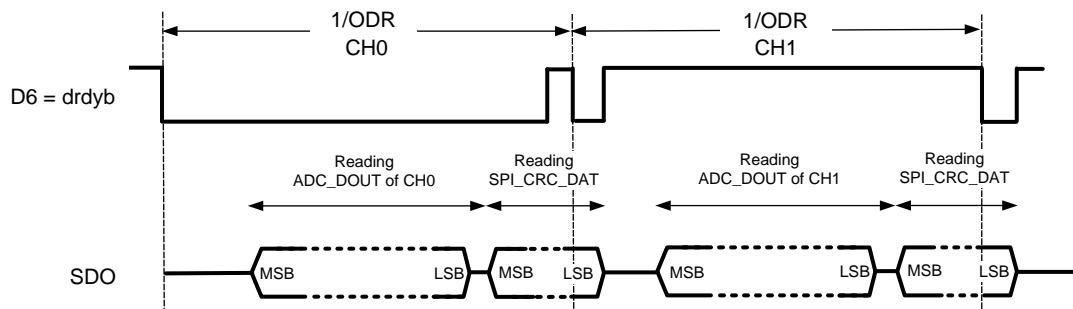 1/ODR
CH0
1/ODR
CH1
D6 = drdyb
Reading
ADC_DOUT of CH0
Reading
SPI_CRC_DAT
Reading
ADC_DOUT of CH1
Reading
SPI_CRC_DAT
SDO
MSB
LSB
MSB
LSB
MSB
LSB
MSB
LSB